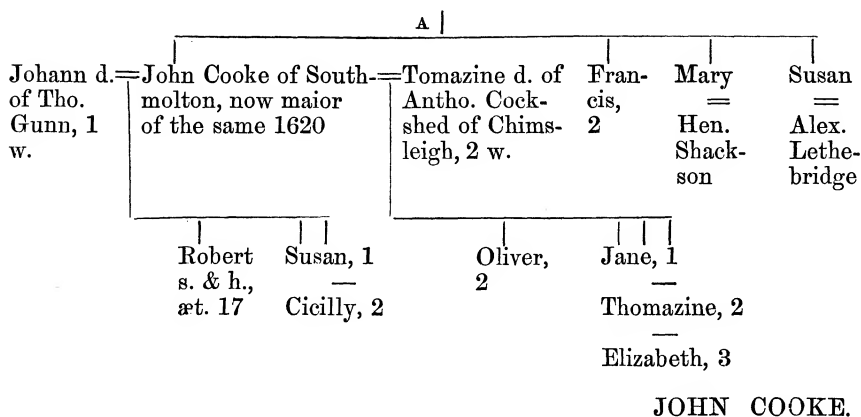 A
Johann d.=John Cooke of South-=Tomazine d. of Fran- Mary Susan
of Tho. molton, now maior Antho. Cock- cis, = =
Gunn, 1 of the same 1620 shed of Chims- 2 Hen. Alex.
w. leigh, 2 w. Shack- Lethe-
son bridge
Robert Susan, 1 Oliver, Jane, 1
s. & h., — 2 —
æt. 17 Cicilly, 2 Thomazine, 2
—
Elizabeth, 3
JOHN COOKE.